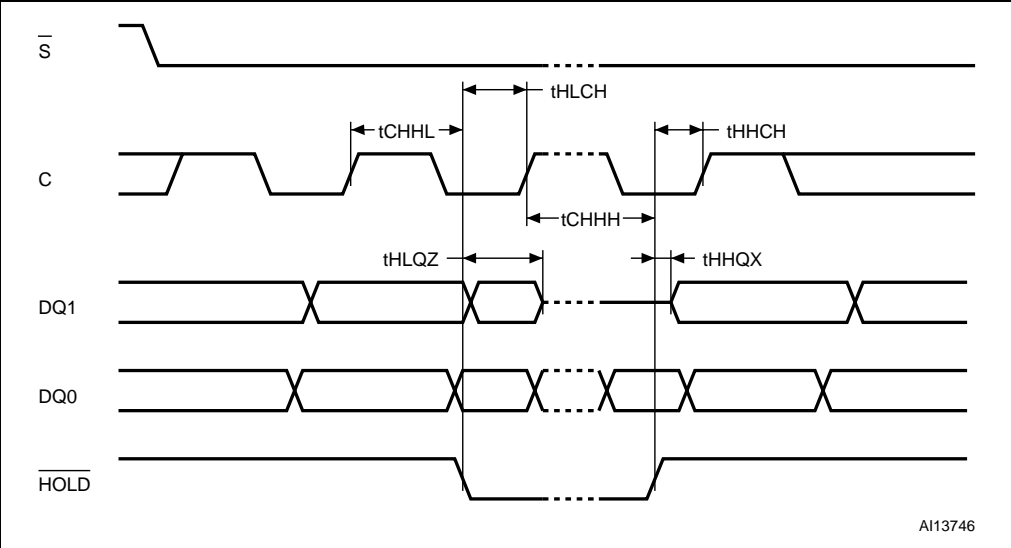 S
tHLCH
tCHHL
tHHCH
C
tCHHH
tHLQZ
tHHQX
DQ1
DQ0
HOLD
AI13746